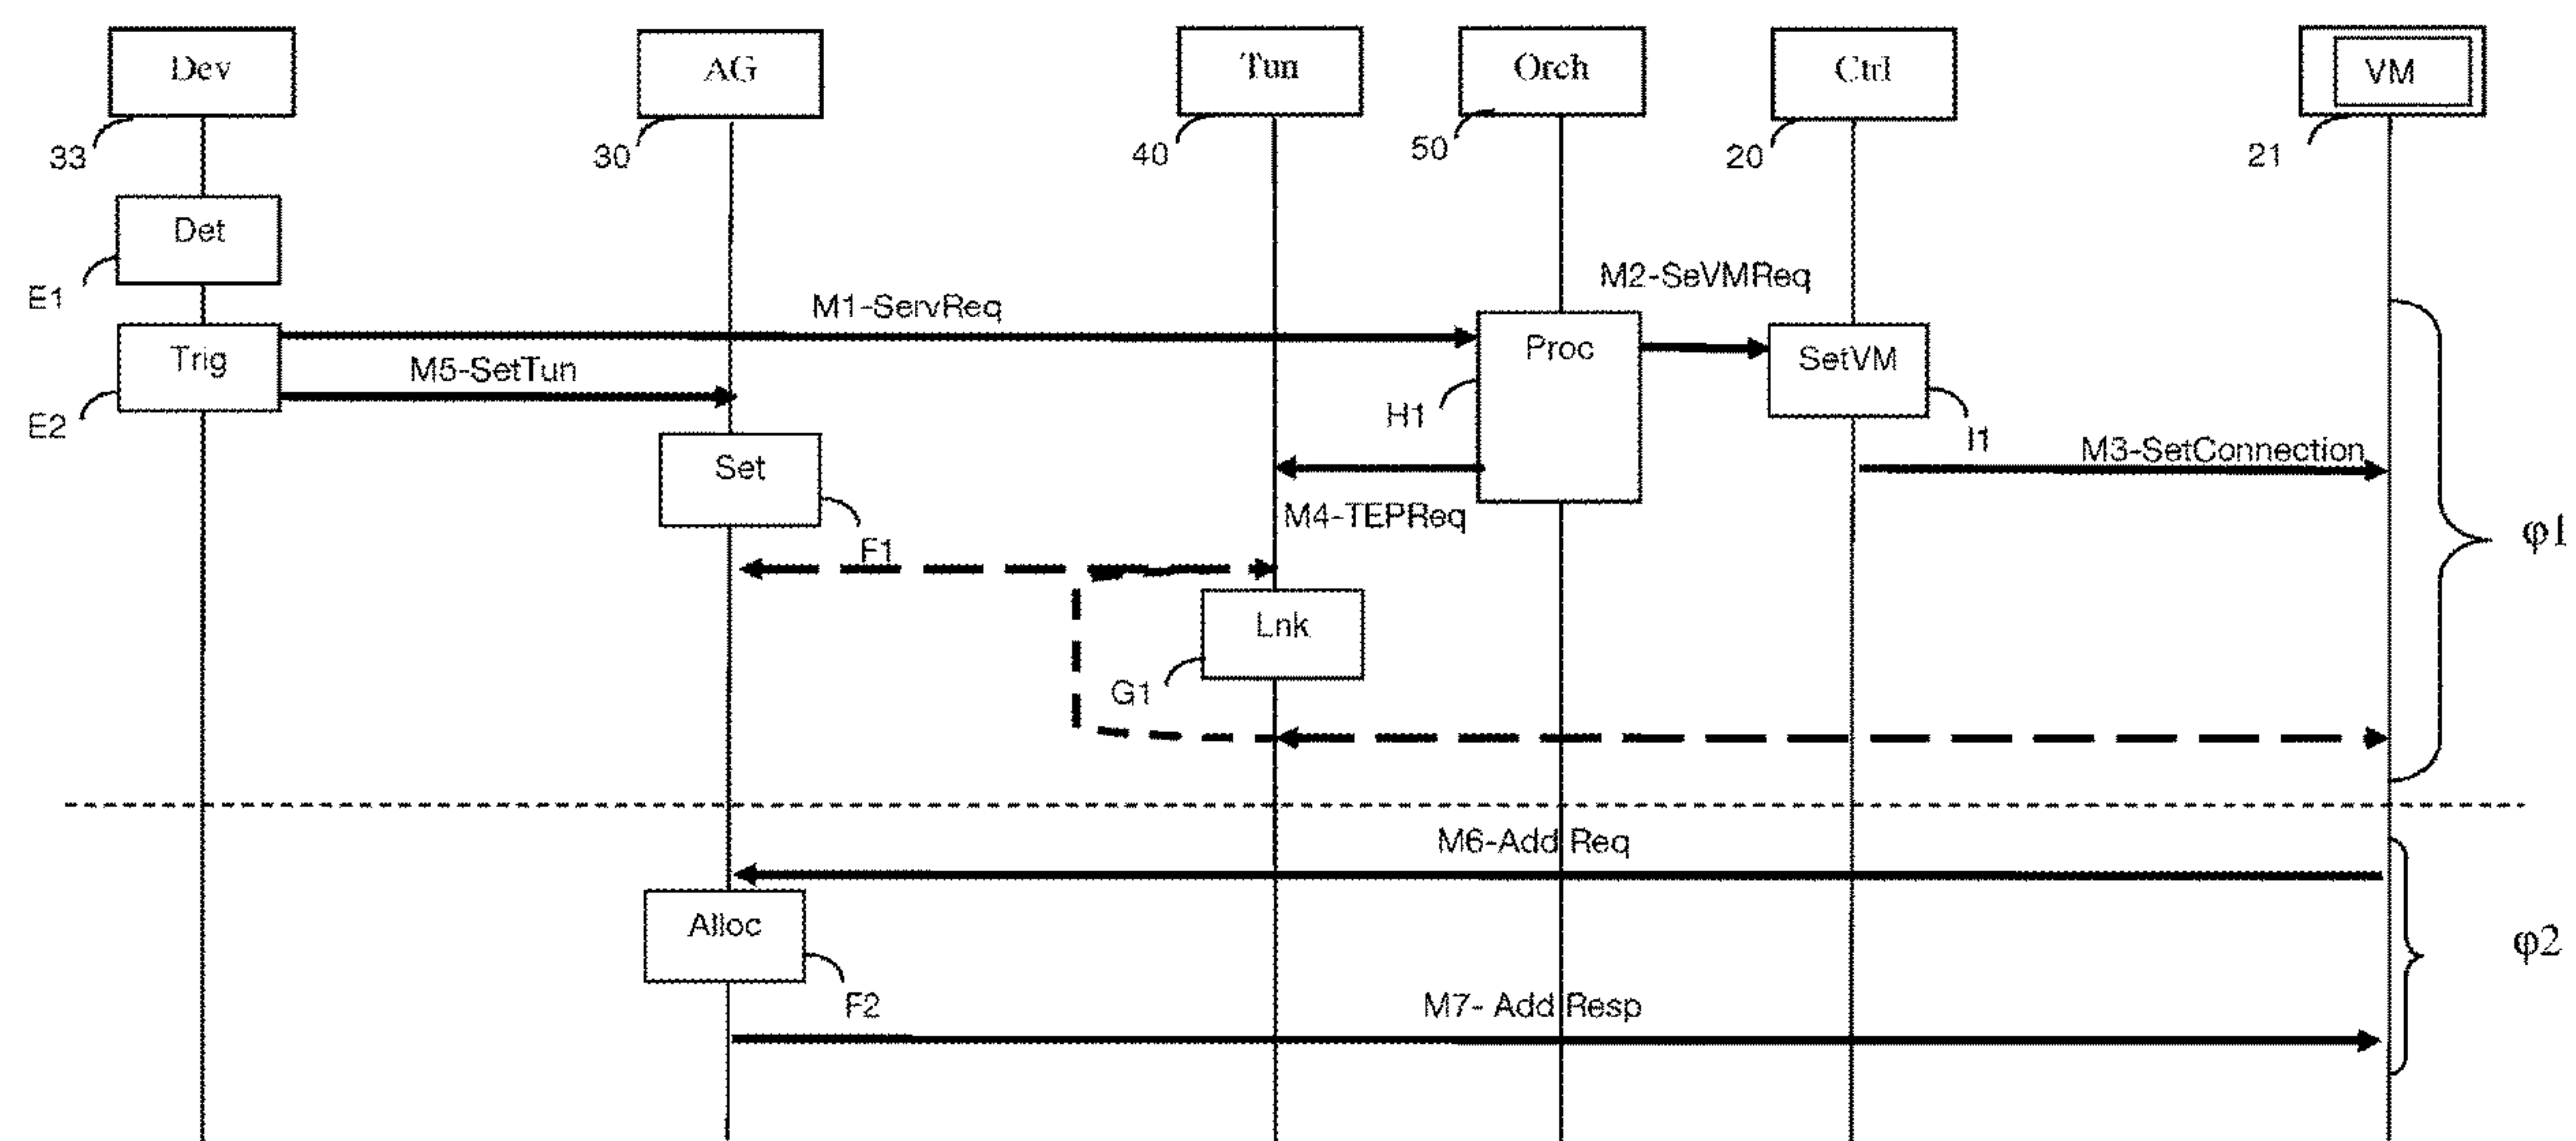 Dev
AG
Tun
Orch
Ctrl
VM
33
30
40
50
20
21
Det
E1
M2-SeVMReq
M1-ServReq
Trig
Proc
SetVM
M5-SetTun
E2
H1
I1
M3-SetConnection
Set
M4-TEPReq
φ1
F1
Lnk
G1
M6-Add Req
Alloc
φ2
F2
M7- Add Resp